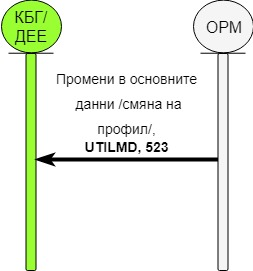 КБГ/
ДЕЕ
ОРМ
Промени в основните
данни /смяна на
профил/,
UTILMD, 523